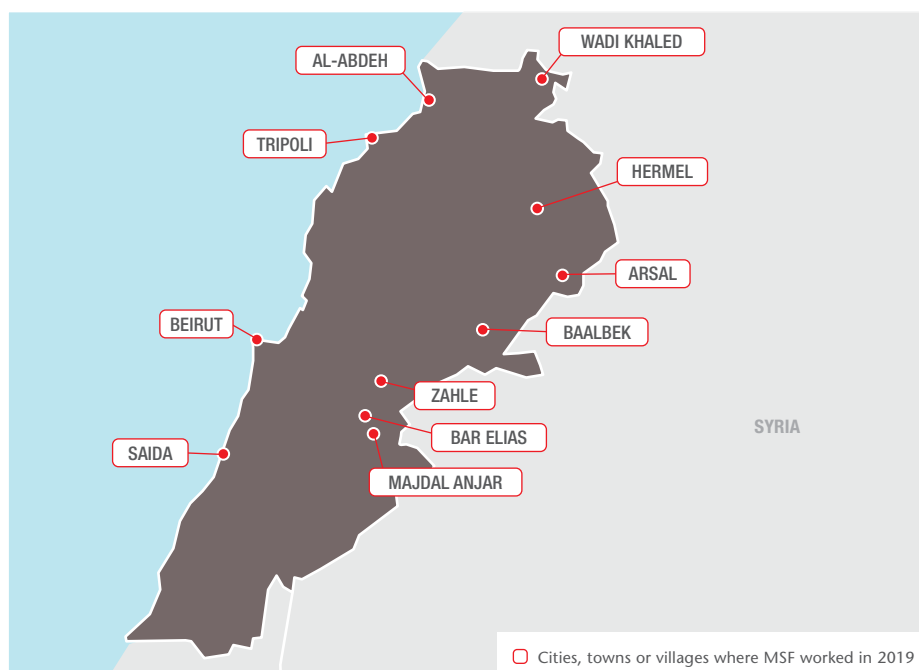 WADI KHALED
AL-ABDEH
TRIPOLI
HERMEL
ARSAL
BEIRUT
BAALBEK
ZAHLE
SYRIA
BAR ELIAS
SAIDA
MAJDAL ANJAR
Cities, towns or villages where MSF worked in 2019